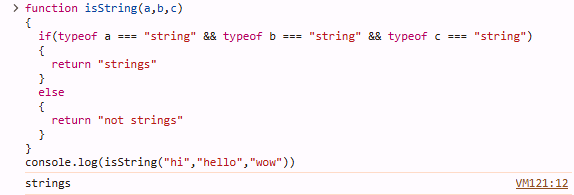 > function isString(a,b,c)
{
  if(typeof a === "string" && typeof b === "string" && typeof c === "string")
  {
    return "strings"
  }
  else
  {
    return "not strings"
  }
}
console.log(isString("hi","hello","wow"))
strings VM121:12